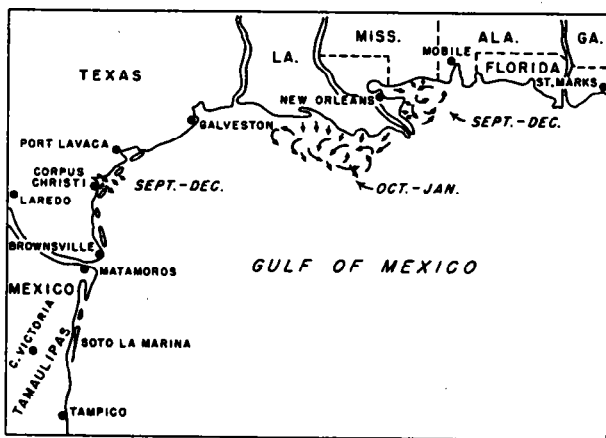 MISS.
ALA.
GA.
LA.
MOBILE
TEXAS
FLORIDA
ST. MARKS
NEW ORLEANS
GALVESTON
SEPT.-DEC.
PORT LAVACA
CORPUS
CHRISTI
SEPT.-DEC.
OCT.-JAN.
LAREDO
BROWNSVILLE
GULF OF MEXICO
MATAMOROS
MEXICO
C. VICTORIA
TAMAULIPAS
SOTO LA MARINA
TAMPICO